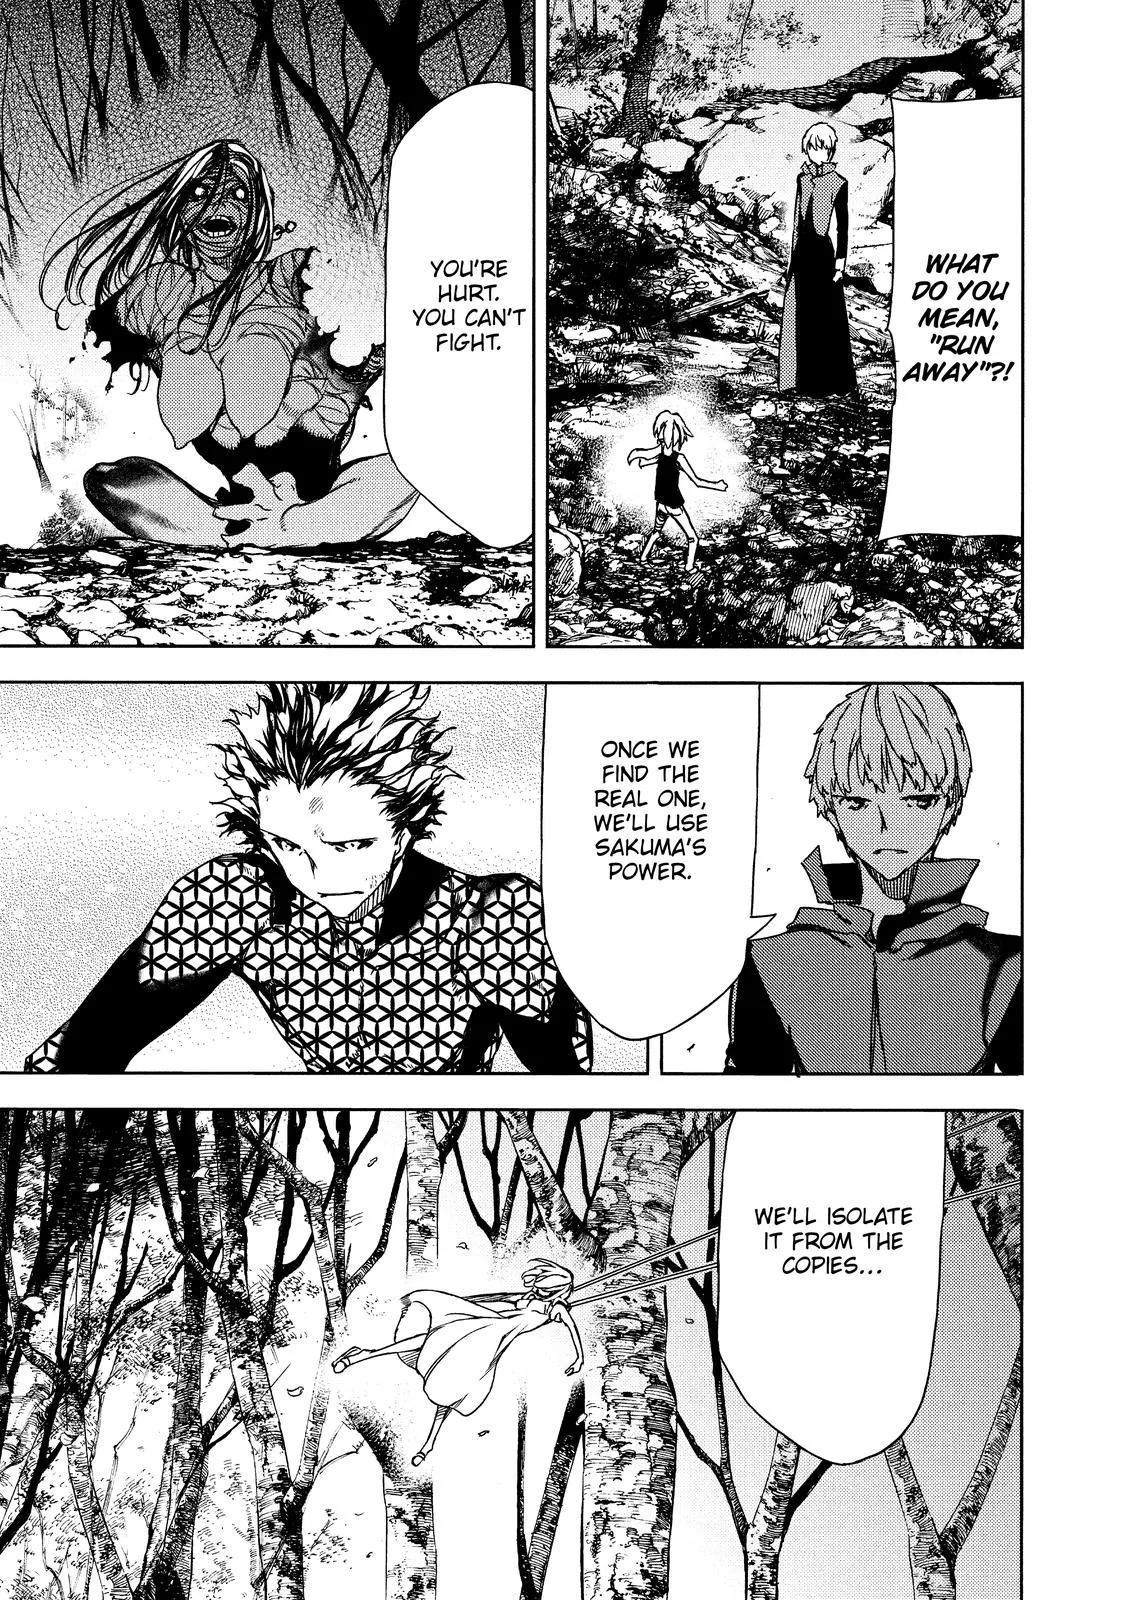 WHAT
DO YOU
MEAN,
"RUN
AWAY"?!
YOU'RE
HURT.
YOU CAN'T
FIGHT.
ONCE WE
FIND THE
REAL ONE,
WE'LL USE
SAKUMA'S
POWER.
WE'LL ISOLATE
IT FROM THE
COPIES...